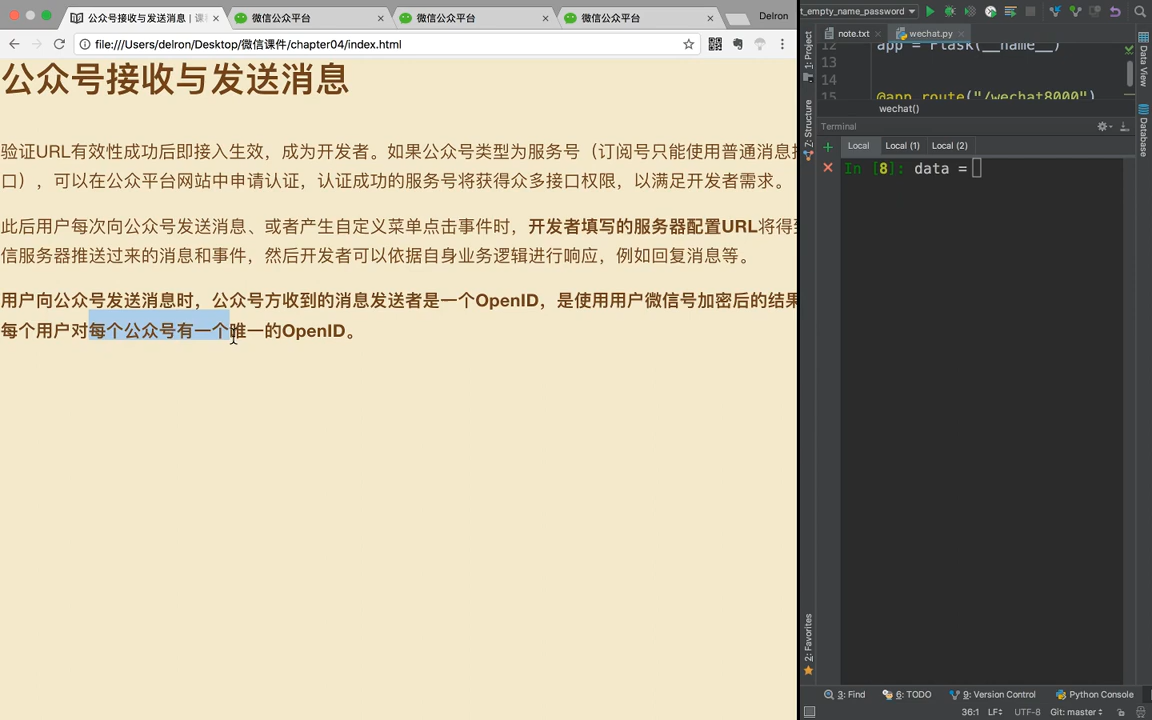 公众号接收与发送消息 | 课
微信公众平台
微信公众平台
微信公众平台
Delron
file:///Users/delron/Desktop/微信课件/chapter04/index.html
公众号接收与发送消息
验证URL有效性成功后即接入生效，成为开发者。如果公众号类型为服务号（订阅号只能使用普通消息
口），可以在公众平台网站中申请认证，认证成功的服务号将获得众多接口权限，以满足开发者需求。
此后用户每次向公众号发送消息、或者产生自定义菜单点击事件时，开发者填写的服务器配置URL将得
信服务器推送过来的消息和事件，然后开发者可以依据自身业务逻辑进行响应，例如回复消息等。
用户向公众号发送消息时，公众号方收到的消息发送者是一个OpenID，是使用用户微信号加密后的结果
每个用户对每个公众号有一个唯一的OpenID。
t_empty_name_password
note.txt
wechat.py
12 app = Flask(__name__)
13
14
15 @app.route("/wechat8000")
wechat()
Terminal
Local
Local (1)
Local (2)
In [8]: data =
1: Project
7: Structure
2: Favorites
Data View
Database
3: Find
6: TODO
9: Version Control
Python Console
36:1
LF
UTF-8
Git: master